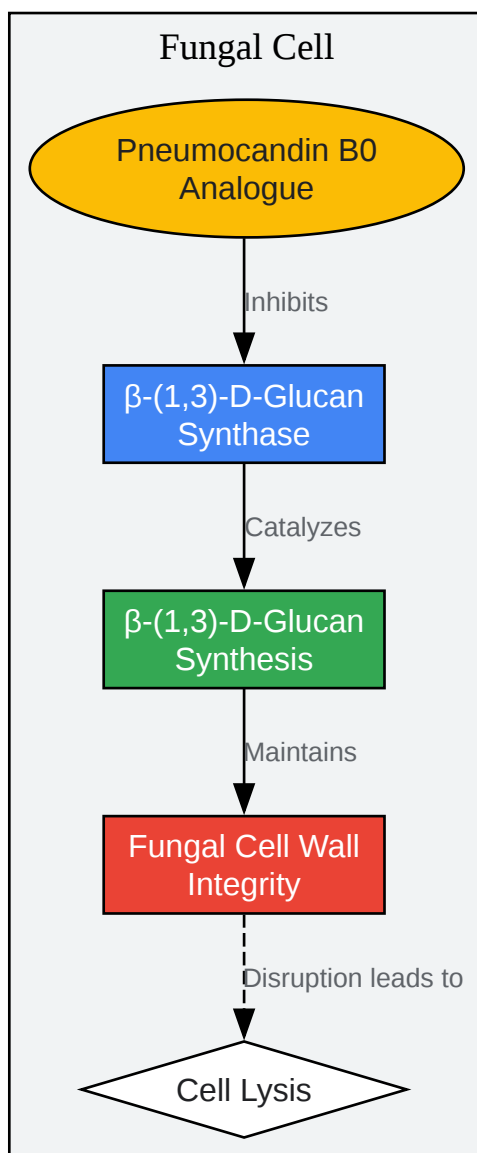 Fungal Cell
Pneumocandin B0
Analogue
Inhibits
β-(1,3)-D-Glucan
Synthase
Catalyzes
β-(1,3)-D-Glucan
Synthesis
Maintains
Fungal Cell Wall
Integrity
Disruption leads to
Cell Lysis